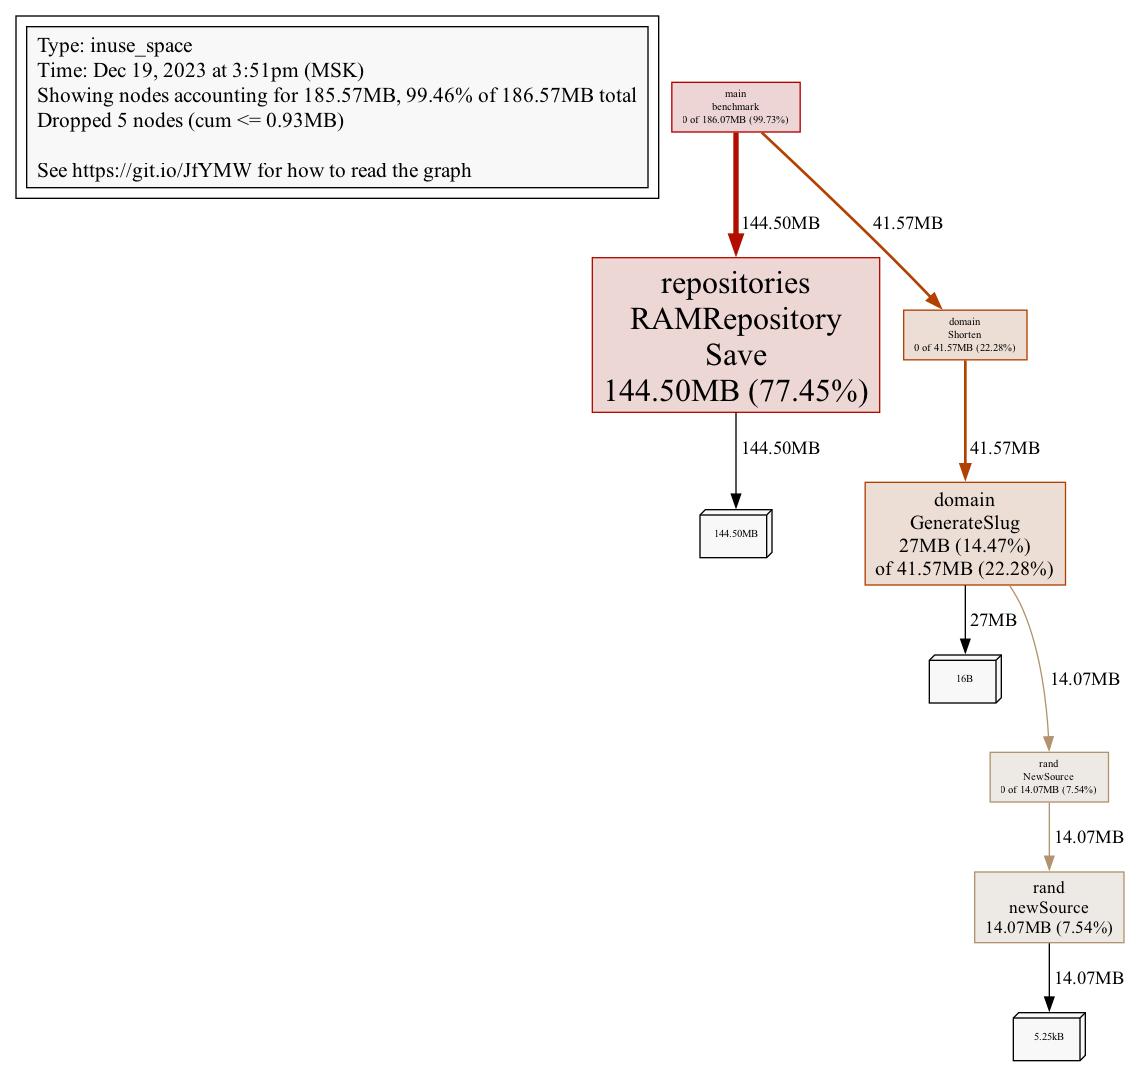 Type: inuse_space
Time: Dec 19, 2023 at 3:51pm (MSK)
Showing nodes accounting for 185.57MB, 99.46% of 186.57MB total
Dropped 5 nodes (cum <= 0.93MB)
See https://git.io/JfYMW for how to read the graph
main
benchmark
0 of 186.07MB (99.73%)
144.50MB
41.57MB
repositories
RAMRepository
Save
144.50MB (77.45%)
domain
Shorten
0 of 41.57MB (22.28%)
144.50MB
41.57MB
144.50MB
domain
GenerateSlug
27MB (14.47%)
of 41.57MB (22.28%)
27MB
14.07MB
16B
rand
NewSource
0 of 14.07MB (7.54%)
14.07MB
rand
newSource
14.07MB (7.54%)
14.07MB
5.25kB